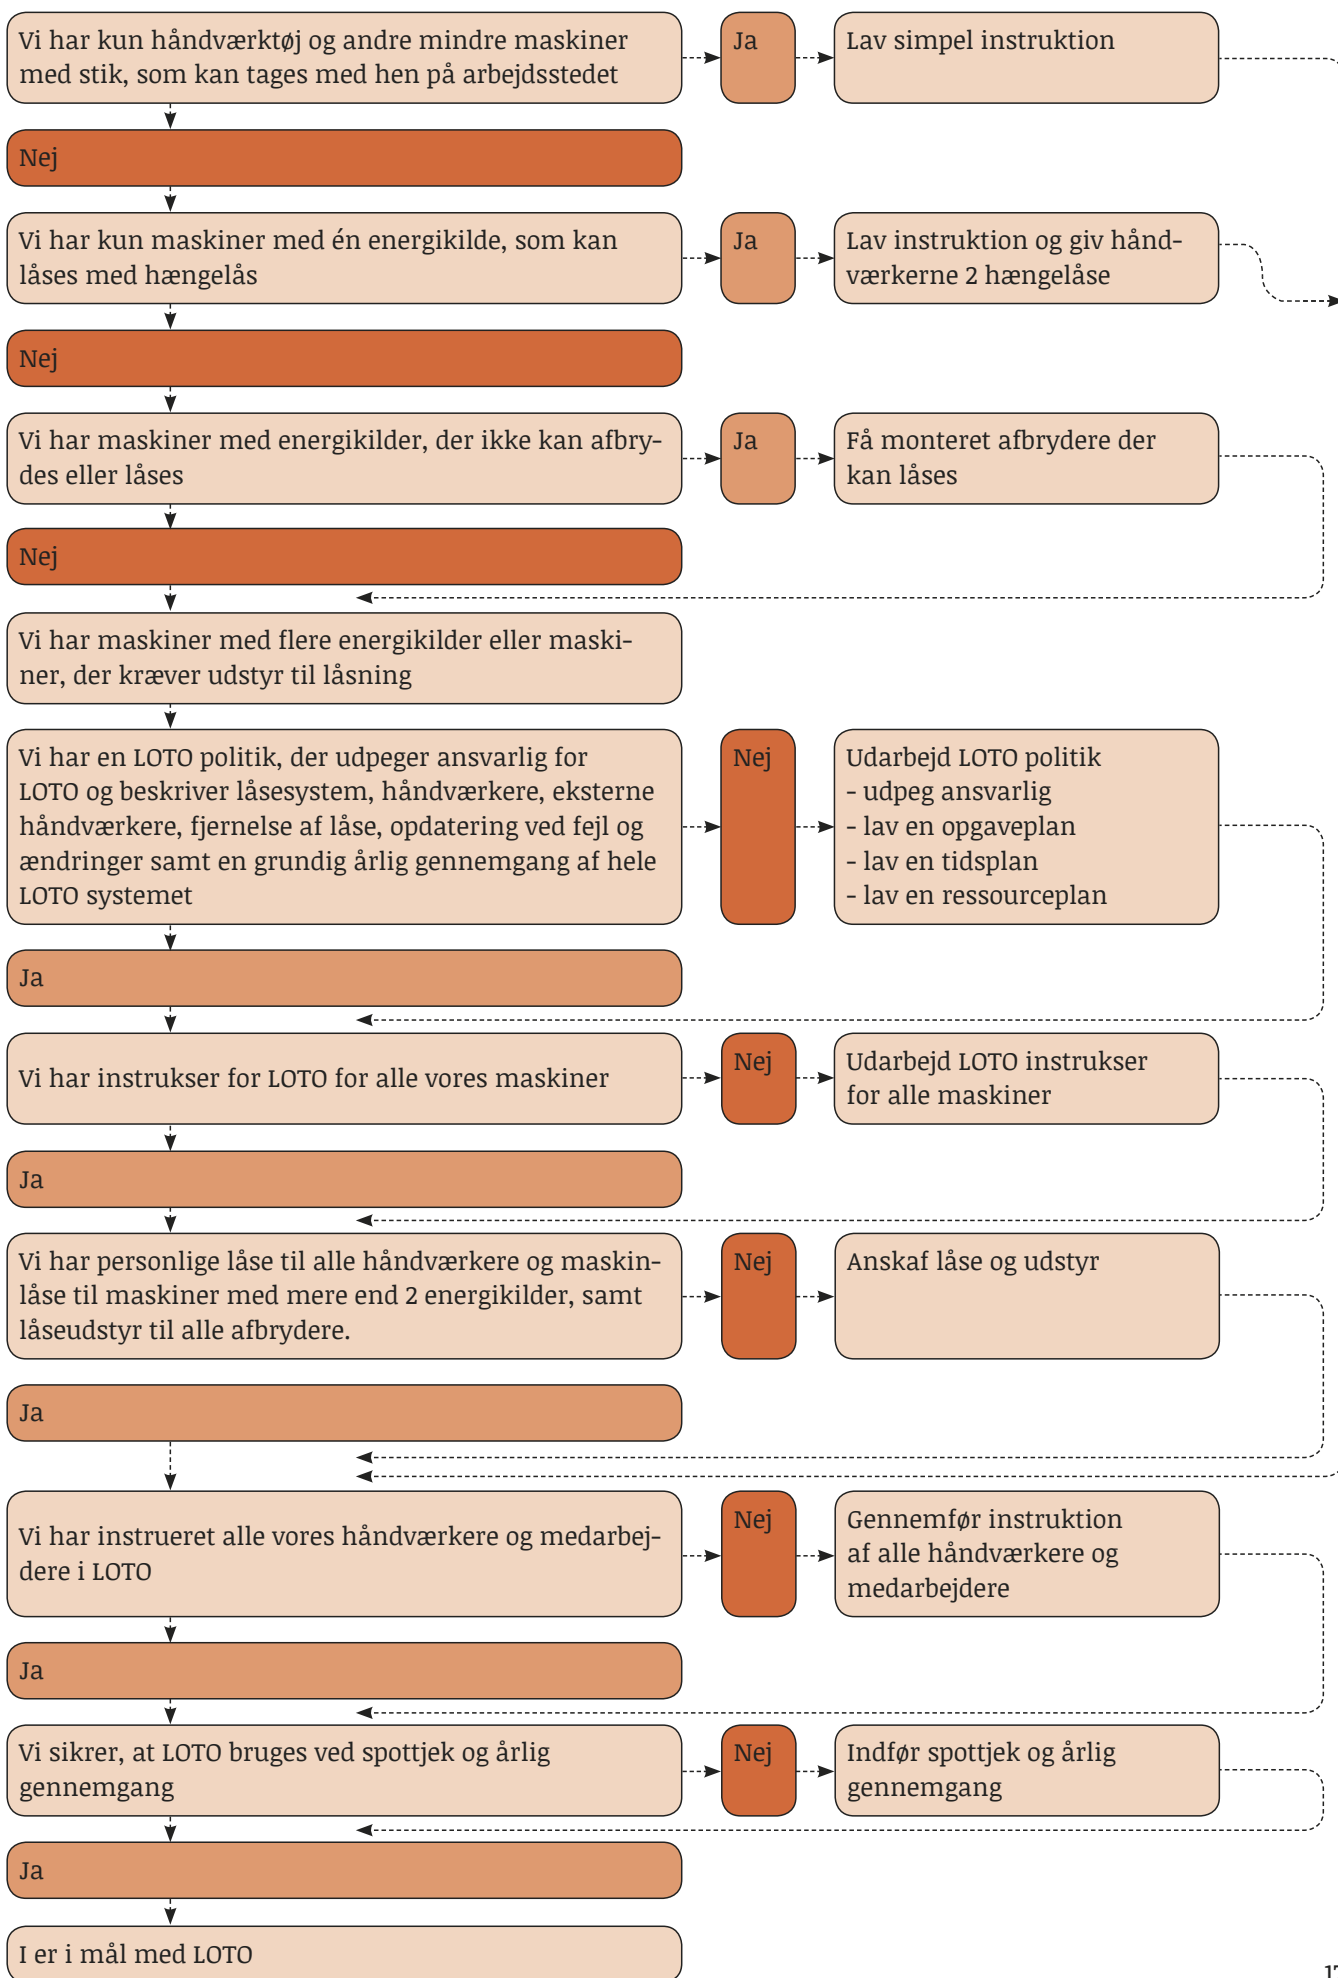 Vi har kun håndværktøj og andre mindre maskiner
med stik, som kan tages med hen på arbejdsstedet
Ja
Lav simpel instruktion
Nej
Vi har kun maskiner med én energikilde, som kan
låses med hængelås
Ja
Lav instruktion og giv hånd-
værkerne 2 hængelåse
Nej
Vi har maskiner med energikilder, der ikke kan afbry-
des eller låses
Ja
Få monteret afbrydere der
kan låses
Nej
Vi har maskiner med flere energikilder eller maski-
ner, der kræver udstyr til låsning
Vi har en LOTO politik, der udpeger ansvarlig for
LOTO og beskriver låsesystem, håndværkere, eksterne
håndværkere, fjernelse af låse, opdatering ved fejl og
ændringer samt en grundig årlig gennemgang af hele
LOTO systemet
Nej
Udarbejd LOTO politik
- udpeg ansvarlig
- lav en opgaveplan
- lav en tidsplan
- lav en ressourceplan
Ja
Vi har instrukser for LOTO for alle vores maskiner
Nej
Udarbejd LOTO instrukser
for alle maskiner
Ja
Vi har personlige låse til alle håndværkere og maskin-
låse til maskiner med mere end 2 energikilder, samt
låseudstyr til alle afbrydere.
Nej
Anskaf låse og udstyr
Ja
Vi har instrueret alle vores håndværkere og medarbej-
dere i LOTO
Nej
Gennemfør instruktion
af alle håndværkere og
medarbejdere
Ja
Vi sikrer, at LOTO bruges ved spottjek og årlig
gennemgang
Nej
Indfør spottjek og årlig
gennemgang
Ja
I er i mål med LOTO